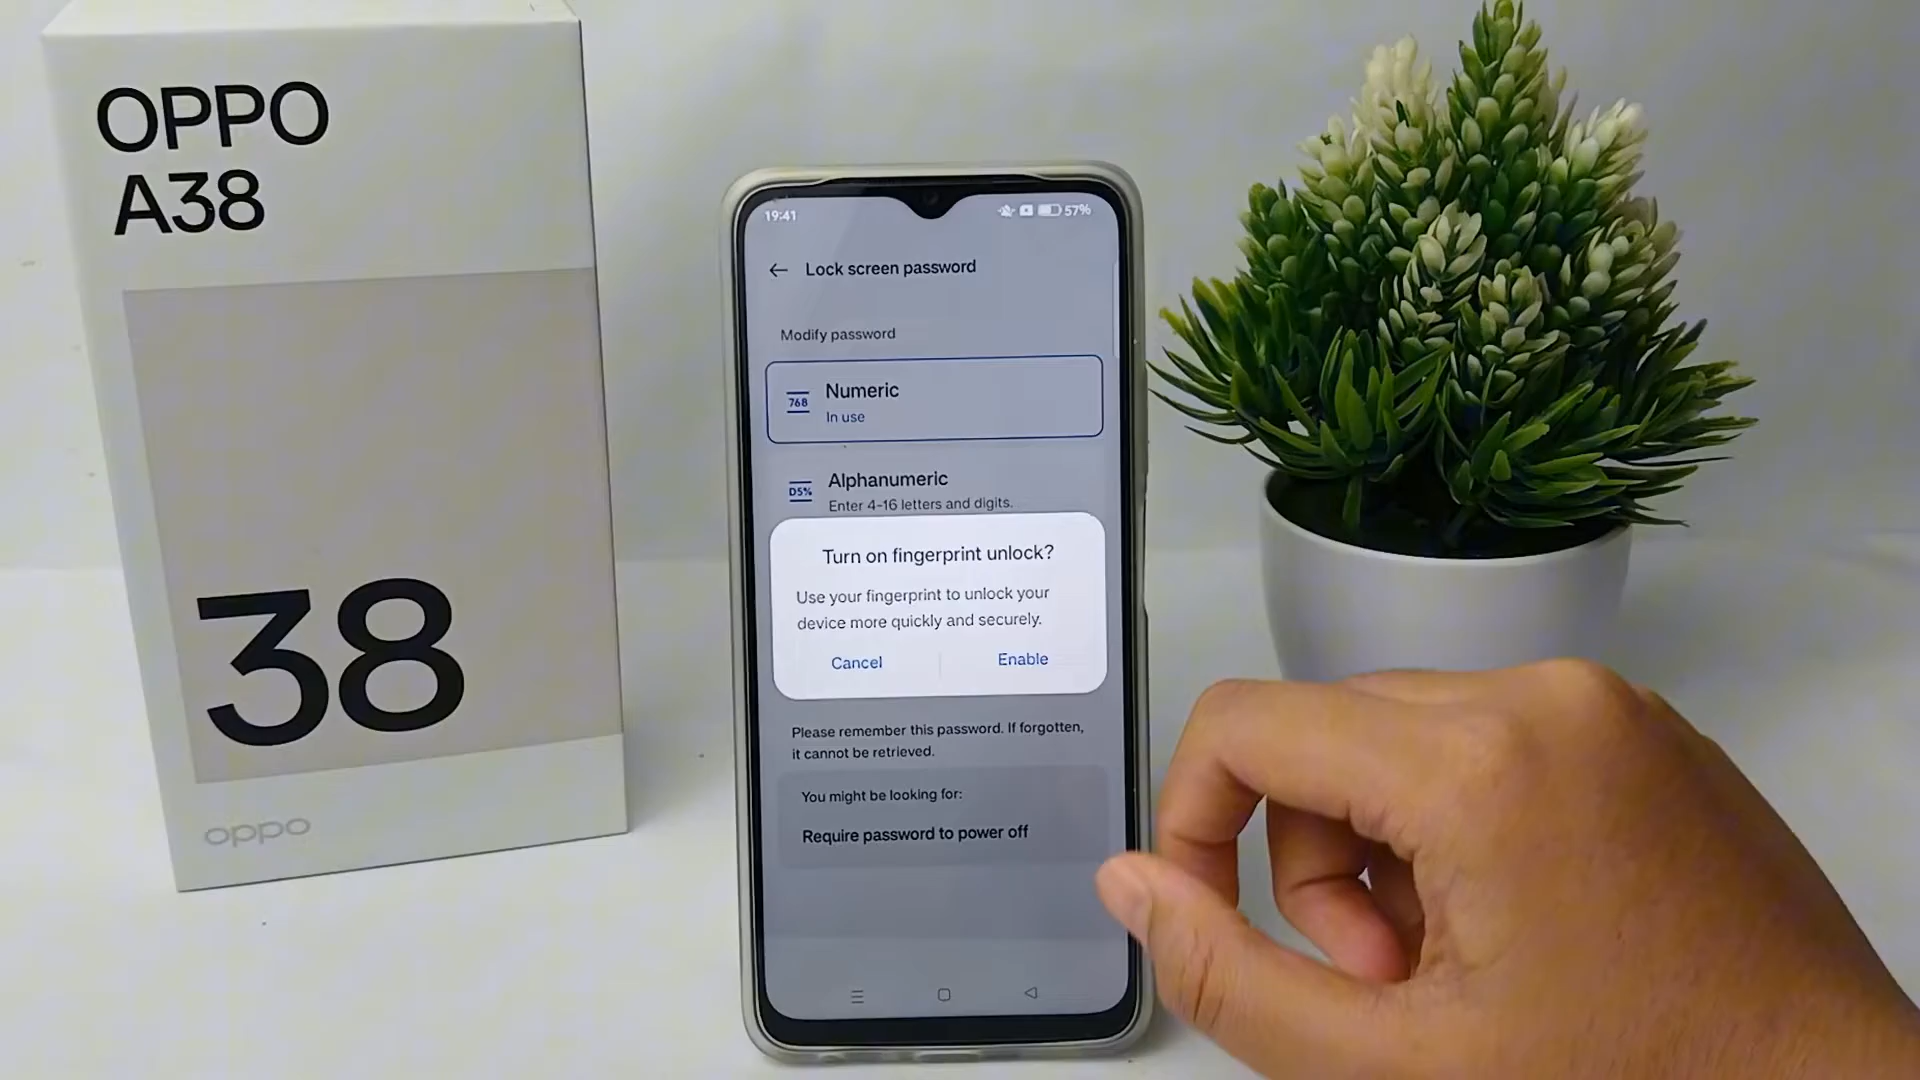 OPPO
A38
38
oppo
19:41
57%
Lock screen password
Modify password
768
Numeric
In use
D5%
Alphanumeric
Enter 4-16 letters and digits.
Turn on fingerprint unlock?
Use your fingerprint to unlock your
device more quickly and securely.
Cancel
Enable
Please remember this password. If forgotten,
it cannot be retrieved.
You might be looking for:
Require password to power off